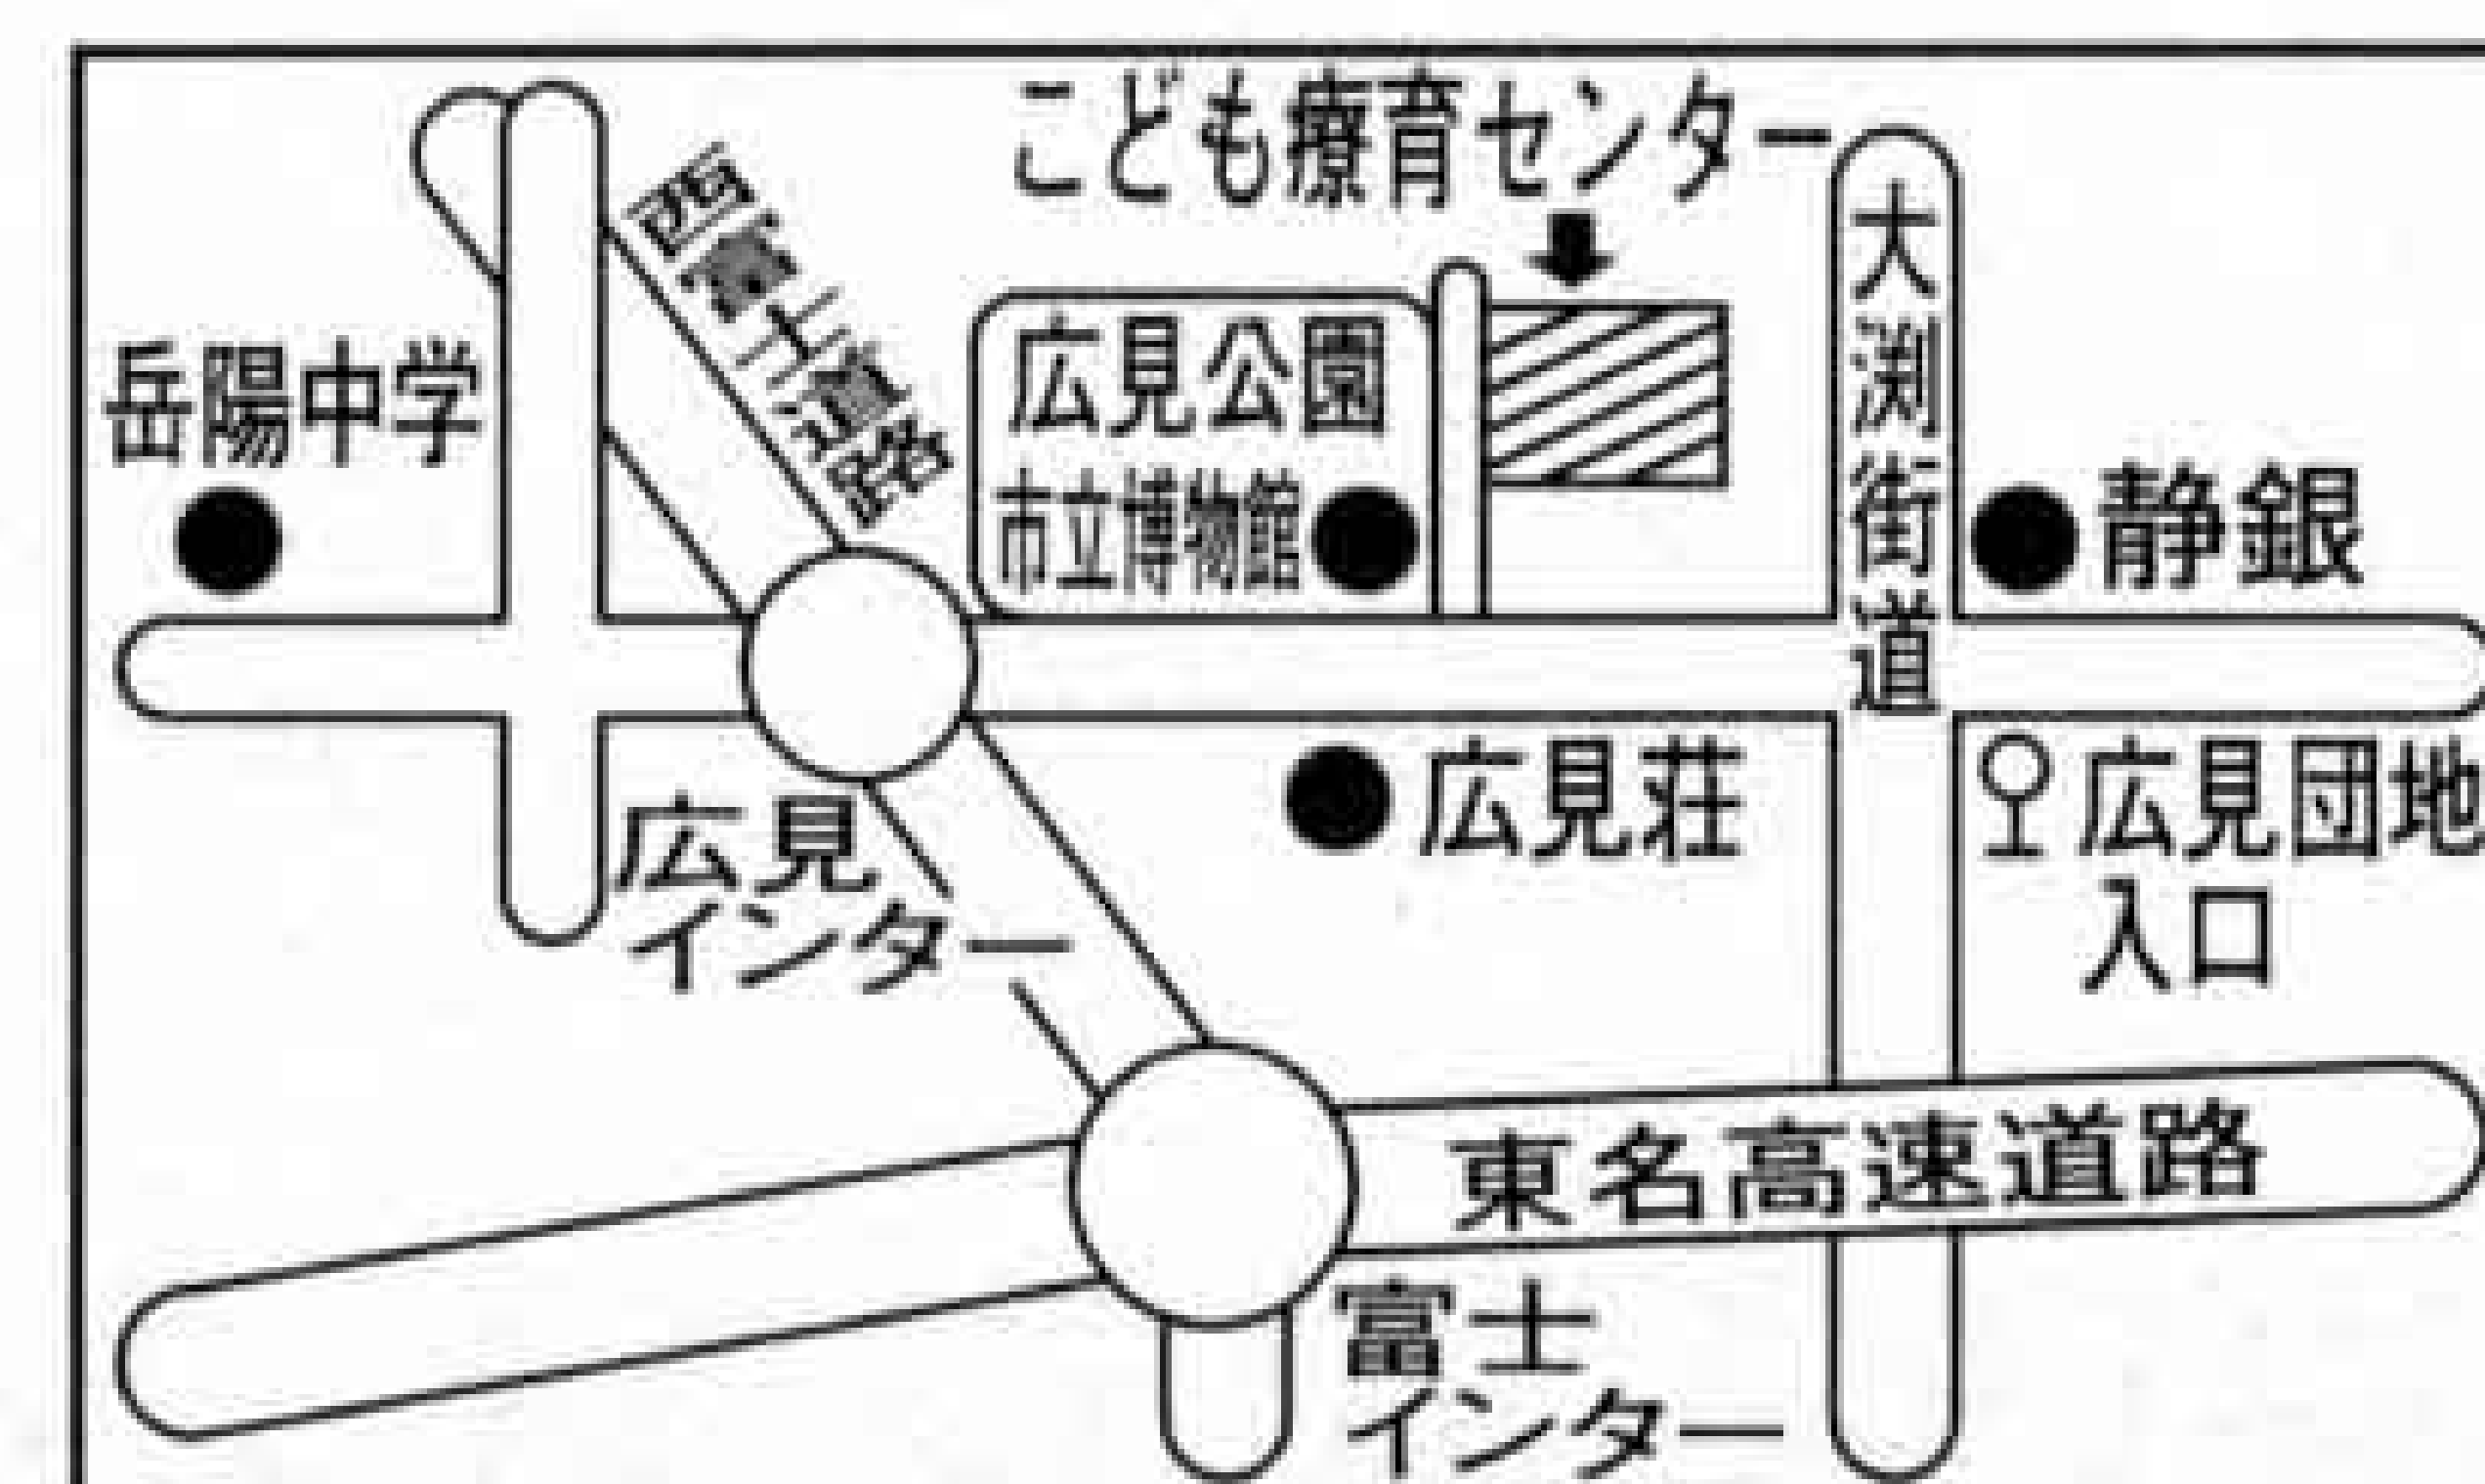 こども療育センター
西富士道路
大渕街道
岳陽中学
広見公園
市立博物館
静銀
広見荘
広見団地
入口
広見
インター
東名高速道路
富士
インター